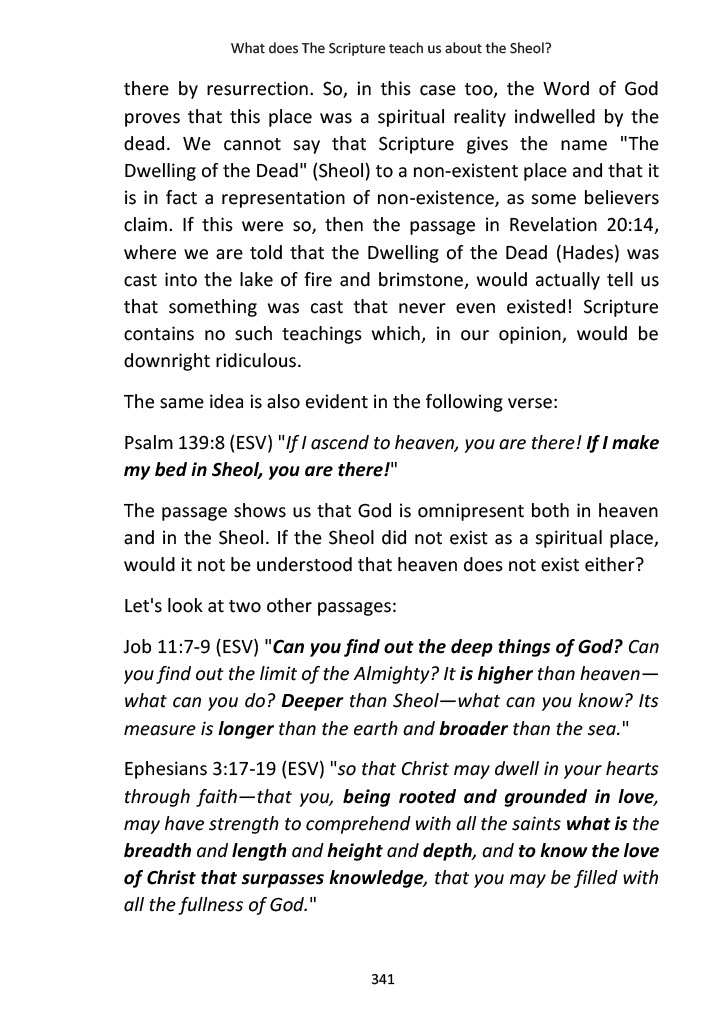 What does The Scripture teach us about the Sheol?
there by resurrection. So, in this case too, the Word of God
proves that this place was a spiritual reality indwelled by the
dead. We cannot say that Scripture gives the name "The
Dwelling of the Dead" (Sheol) to a non-existent place and that it
is in fact a representation of non-existence, as some believers
claim. If this were so, then the passage in Revelation 20:14,
where we are told that the Dwelling of the Dead (Hades) was
cast into the lake of fire and brimstone, would actually tell us
that something was cast that never even existed! Scripture
contains no such teachings which, in our opinion, would be
downright ridiculous.
The same idea is also evident in the following verse:
Psalm 139:8 (ESV) "If I ascend to heaven, you are there! If I make
my bed in Sheol, you are there!"
The passage shows us that God is omnipresent both in heaven
and in the Sheol. If the Sheol did not exist as a spiritual place,
would it not be understood that heaven does not exist either?
Let's look at two other passages:
Job 11:7-9 (ESV) "Can you find out the deep things of God? Can
you find out the limit of the Almighty? It is higher than heaven—
what can you do? Deeper than Sheol—what can you know? Its
measure is longer than the earth and broader than the sea."
Ephesians 3:17-19 (ESV) "so that Christ may dwell in your hearts
through faith—that you, being rooted and grounded in love,
may have strength to comprehend with all the saints what is the
breadth and length and height and depth, and to know the love
of Christ that surpasses knowledge, that you may be filled with
all the fullness of God."
341